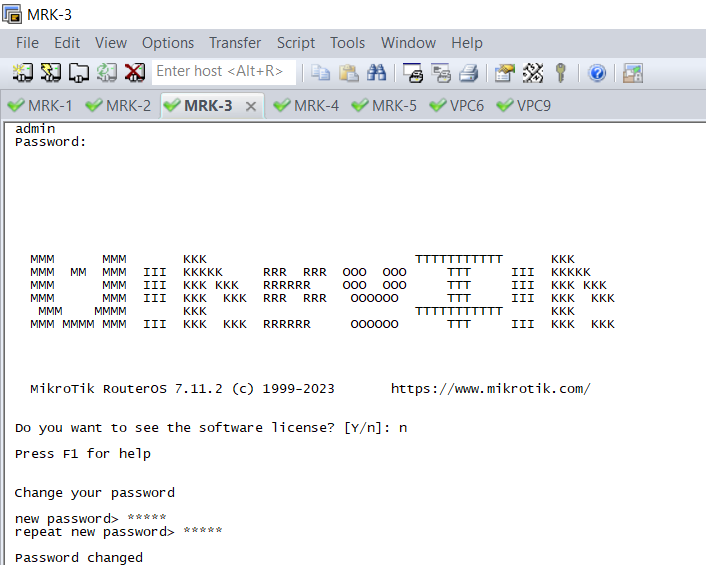 MRK-3
File Edit View Options Transfer Script Tools Window Help
Enter host <Alt+R>
MRK-1 MRK-2 MRK-3 MRK-4 MRK-5 VPC6 VPC9
admin
Password:
MMM      MMM       KKK                          TTTTTTTTTTT      KKK
MMM  MM  MMM  III  KKKKK     RRR  RRR  OOO  OOO     TTT     III  KKKKK
MMM      MMM  III  KKK KKK   RRRRRR    OOO  OOO     TTT     III  KKK KKK
MMM      MMM  III  KKK  KKK  RRR  RRR   OOOOOO      TTT     III  KKK  KKK
MMM    MMMM       KKK                          TTTTTTTTTTT      KKK
MMM MMMM MMM  III  KKK  KKK  RRRRRR     OOOOOO      TTT     III  KKK  KKK
MikroTik RouterOS 7.11.2 (c) 1999-2023       https://www.mikrotik.com/
Do you want to see the software license? [Y/n]: n
Press F1 for help
Change your password
new password> *****
repeat new password> *****
Password changed